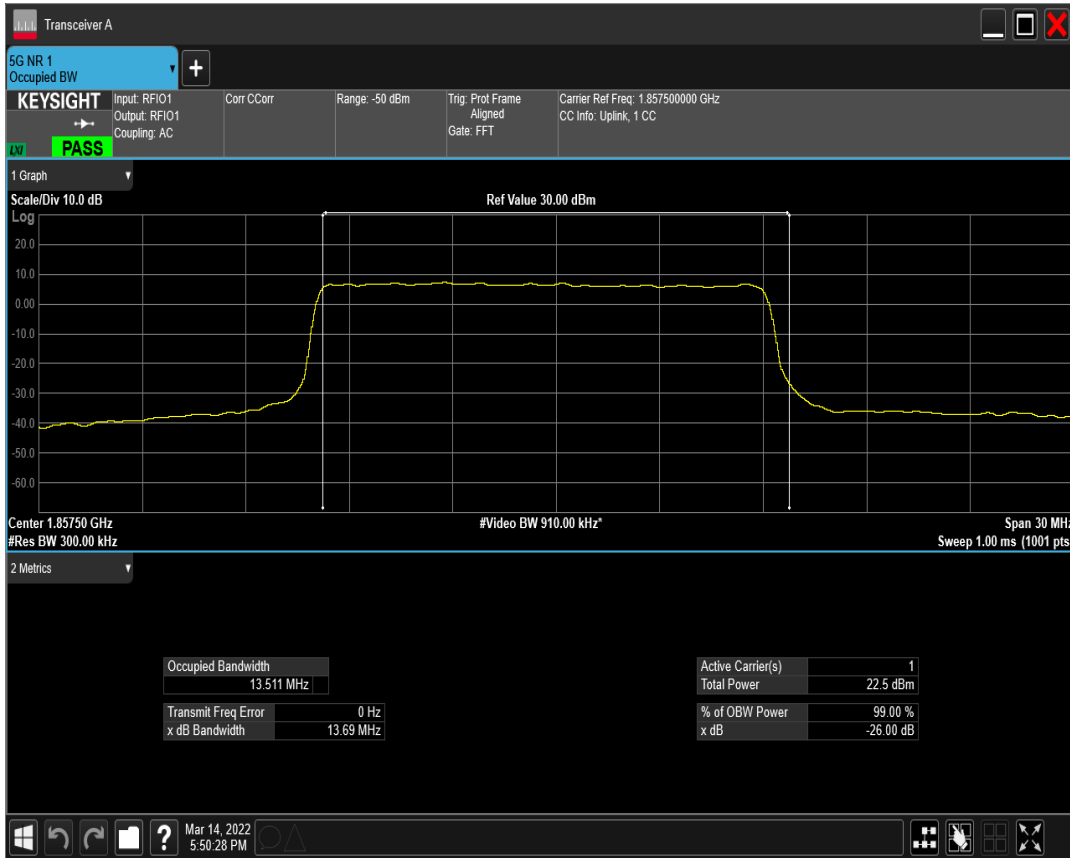 Transceiver A
5G NR 1
Occupied BW
+
KEYSIGHT
LXI
PASS
Input: RFIO1
Output: RFIO1
Coupling: AC
Corr CCorr
Range: -50 dBm
Trig: Prot Frame
Aligned
Gate: FFT
Carrier Ref Freq: 1.857500000 GHz
CC Info: Uplink, 1 CC
1 Graph
Scale/Div 10.0 dB
Ref Value 30.00 dBm
Log
20.0
10.0
0.00
-10.0
-20.0
-30.0
-40.0
-50.0
-60.0
Center 1.85750 GHz
#Video BW 910.00 kHz*
Span 30 MHz
#Res BW 300.00 kHz
Sweep 1.00 ms (1001 pts
2 Metrics
Occupied Bandwidth
13.511 MHz
Transmit Freq Error 0 Hz
x dB Bandwidth 13.69 MHz
Active Carrier(s) 1
Total Power 22.5 dBm
% of OBW Power 99.00 %
x dB -26.00 dB
?
Mar 14, 2022
5:50:28 PM